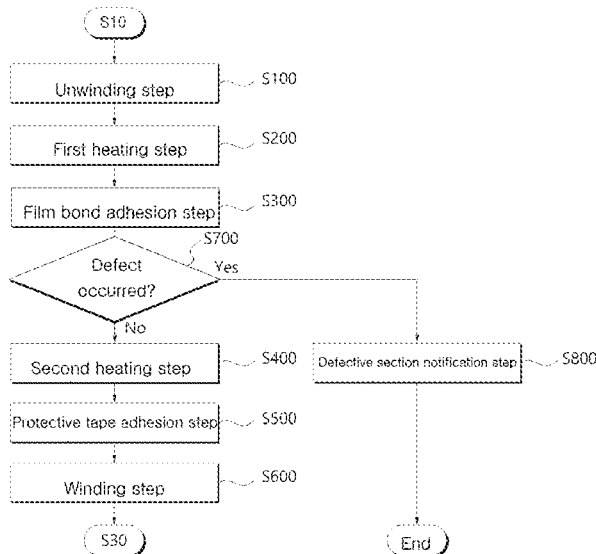 S10
Unwinding step
S100
First heating step
S200
Film bond adhesion step
S300
S700
Defect
occurred?
Yes
No
Second heating step
S400
Defective section notification step
S800
Protective tape adhesion step
S500
Winding step
S600
S30
End